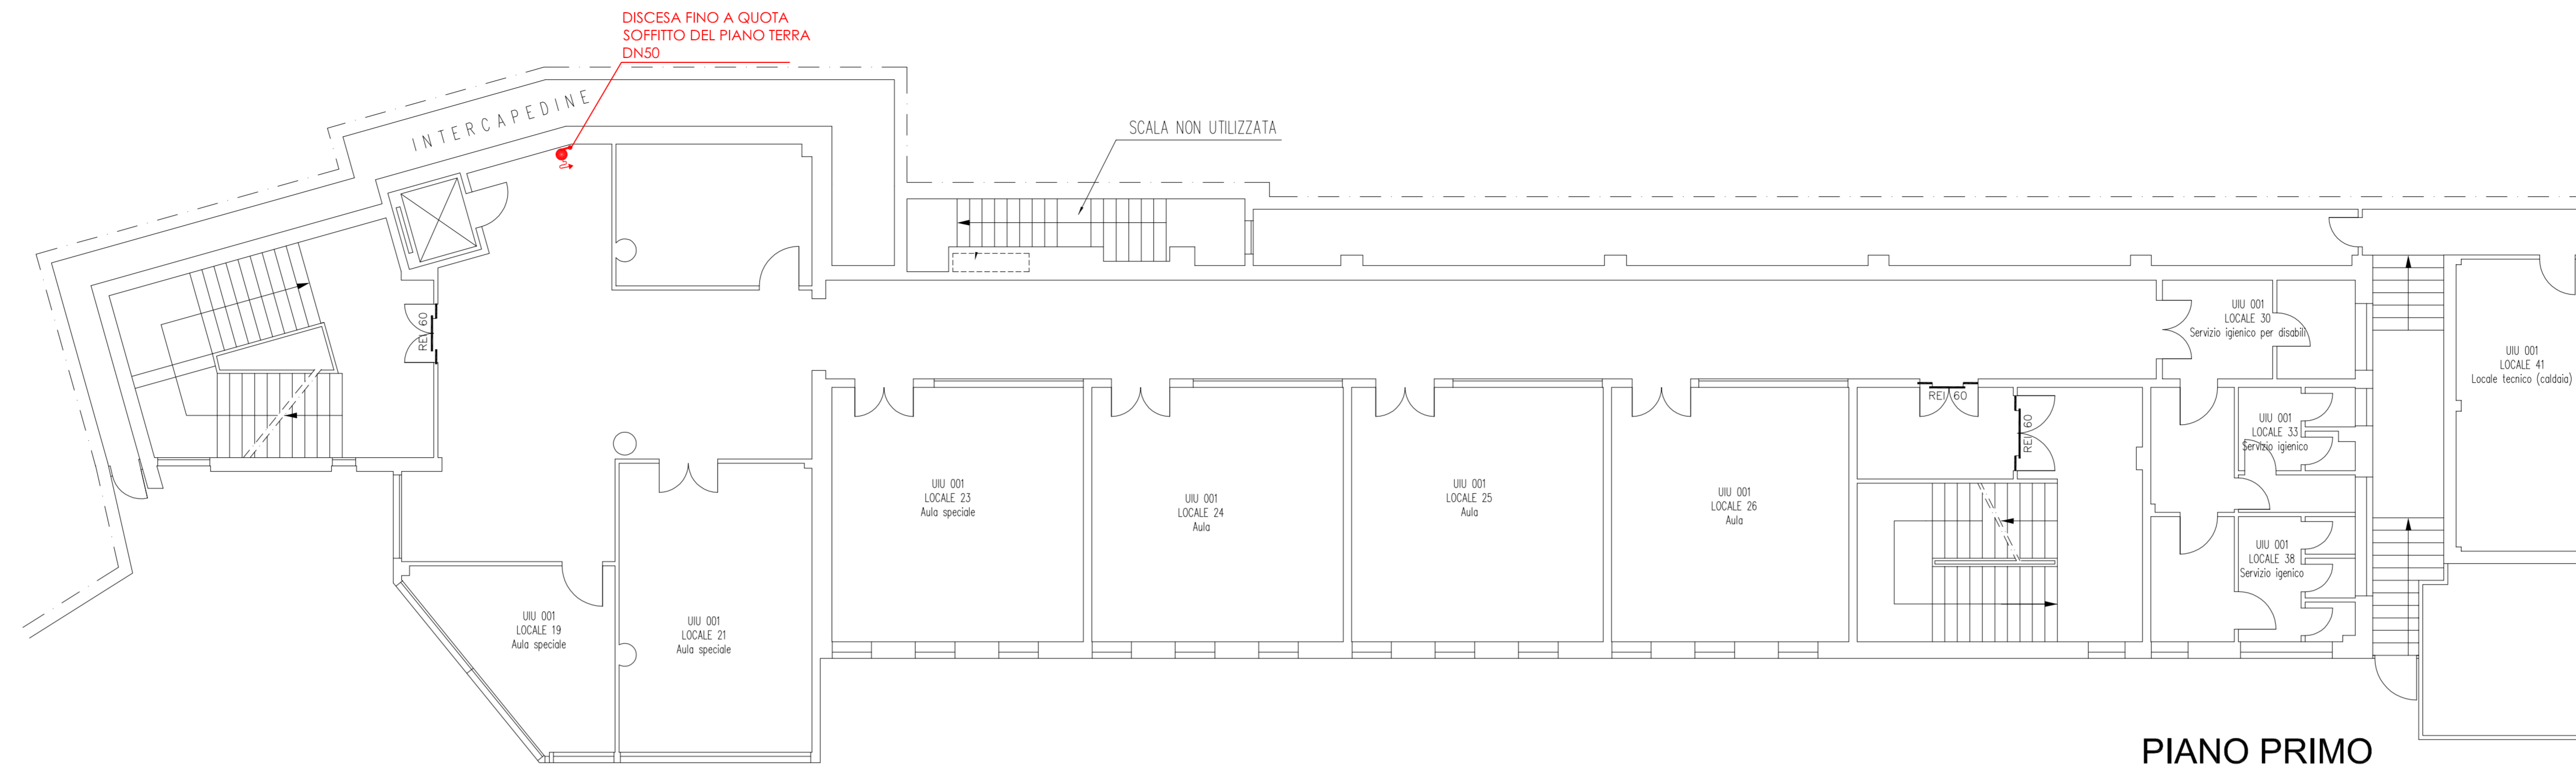 DISCESA FINO A QUOTA
SOFFITTO DEL PIANO TERRA
DN50
INTERCAPEDINE
SCALA NON UTILIZZATA
REI 60
UIU 001
LOCALE 30
Servizio igienico per disabili
UIU 001
LOCALE 41
Locale tecnico (caldaia)
REI 60
REI 60
UIU 001
LOCALE 33
Servizio igienico
UIU 001
LOCALE 23
Aula speciale
UIU 001
LOCALE 24
Aula
UIU 001
LOCALE 25
Aula
UIU 001
LOCALE 26
Aula
UIU 001
LOCALE 38
Servizio igenico
UIU 001
LOCALE 19
Aula speciale
UIU 001
LOCALE 21
Aula speciale
PIANO PRIMO